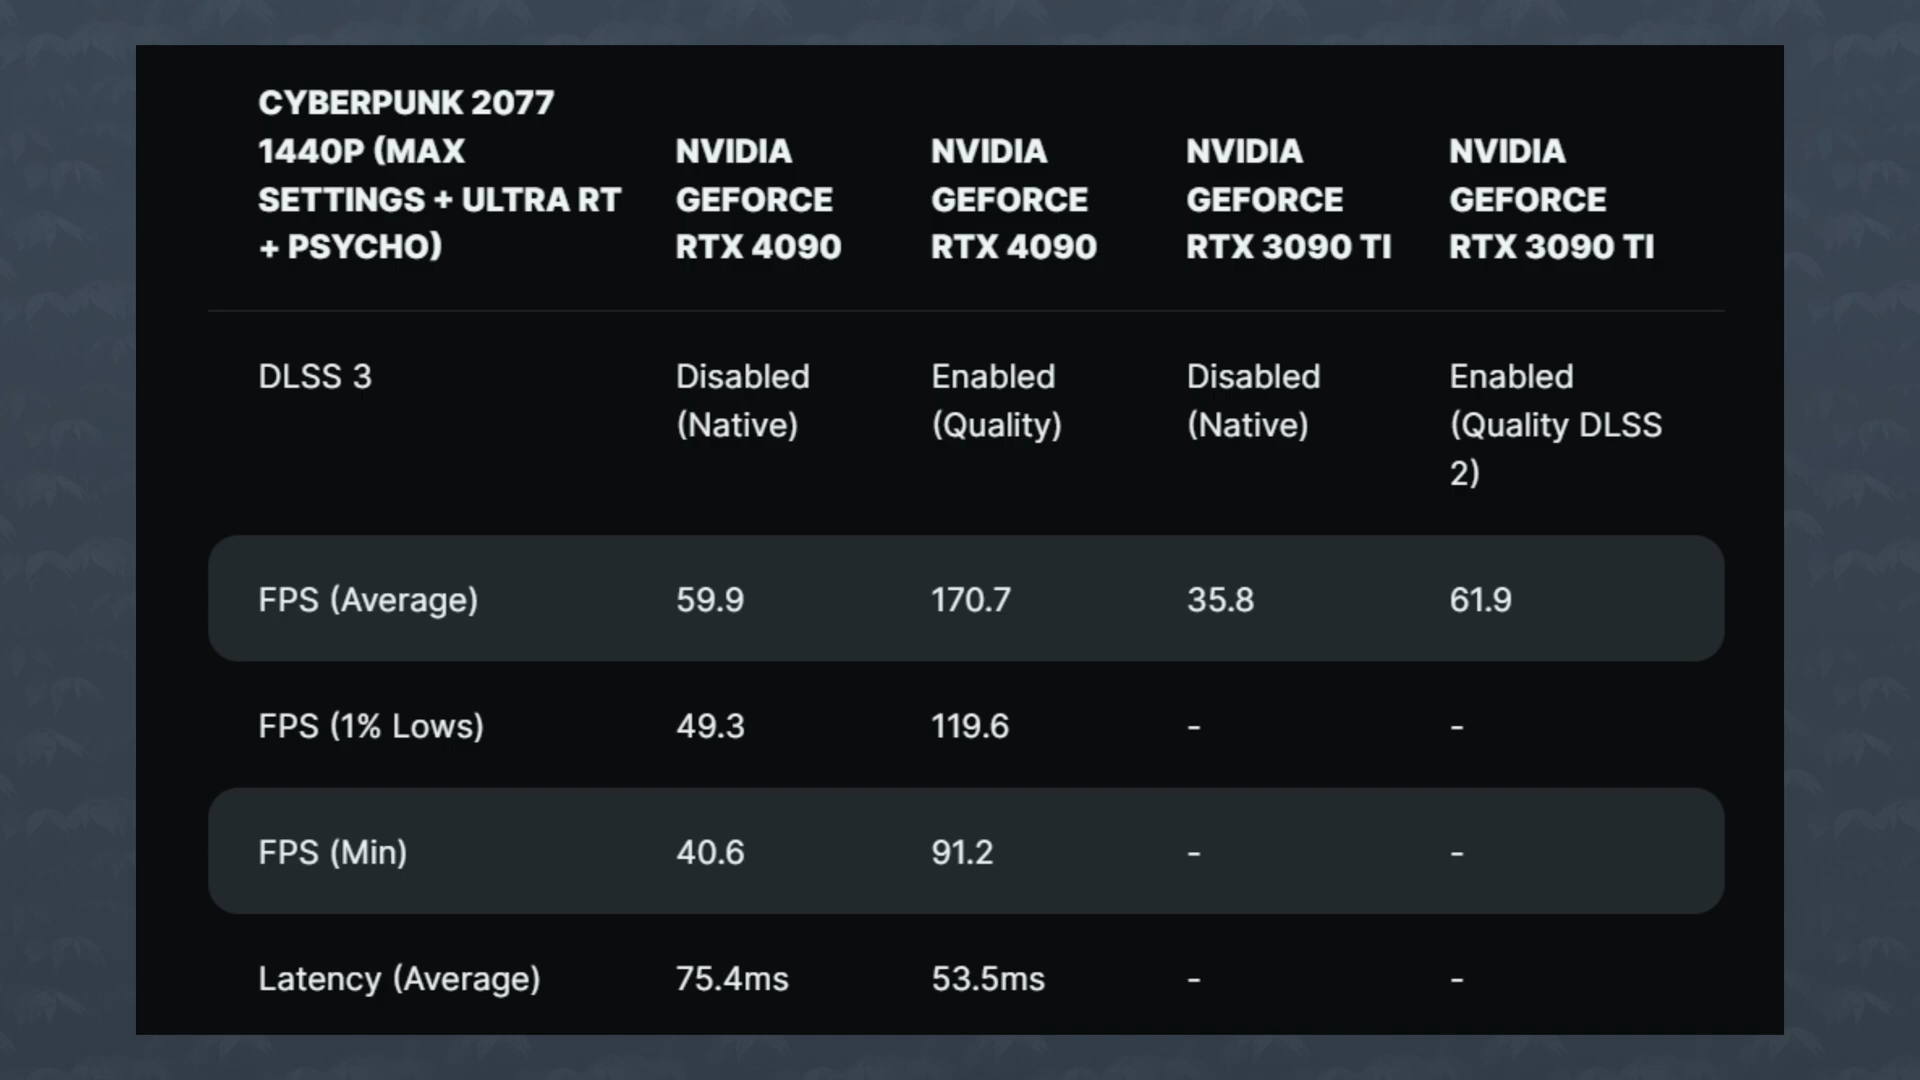 CYBERPUNK 2077
1440P (MAX
SETTINGS + ULTRA RT
+ PSYCHO)
NVIDIA
GEFORCE
RTX 4090
NVIDIA
GEFORCE
RTX 4090
NVIDIA
GEFORCE
RTX 3090 TI
NVIDIA
GEFORCE
RTX 3090 TI
DLSS 3
Disabled
(Native)
Enabled
(Quality)
Disabled
(Native)
Enabled
(Quality DLSS
2)
FPS (Average) 59.9 170.7 35.8 61.9
FPS (1% Lows) 49.3 119.6 - -
FPS (Min) 40.6 91.2 - -
Latency (Average) 75.4ms 53.5ms - -